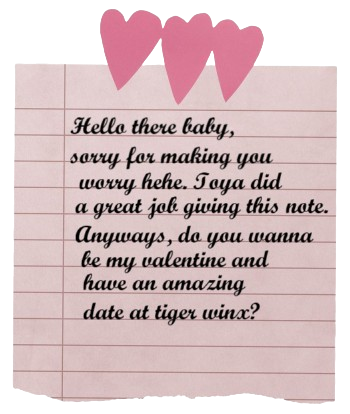 Hello there baby,
sorry for making you
worry hehe. Toya did
a great job giving this note.
Anyways, do you wanna
be my valentine and
have an amazing
date at tiger winx?